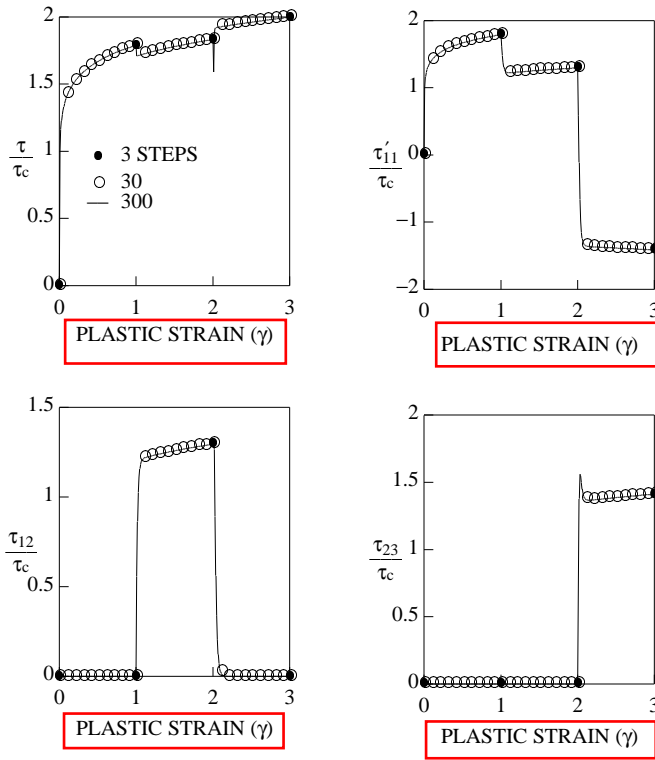 2
1.5
1
0.5
0
τ
τc
3 STEPS
30
300
0 1 2 3
PLASTIC STRAIN (γ)
2
1
0
−1
−2
τ′11
τc
0 1 2 3
PLASTIC STRAIN (γ)
1.5
1
0.5
0
τ12
τc
0 1 2 3
PLASTIC STRAIN (γ)
2
1.5
1
0.5
0
τ23
τc
0 1 2 3
PLASTIC STRAIN (γ)